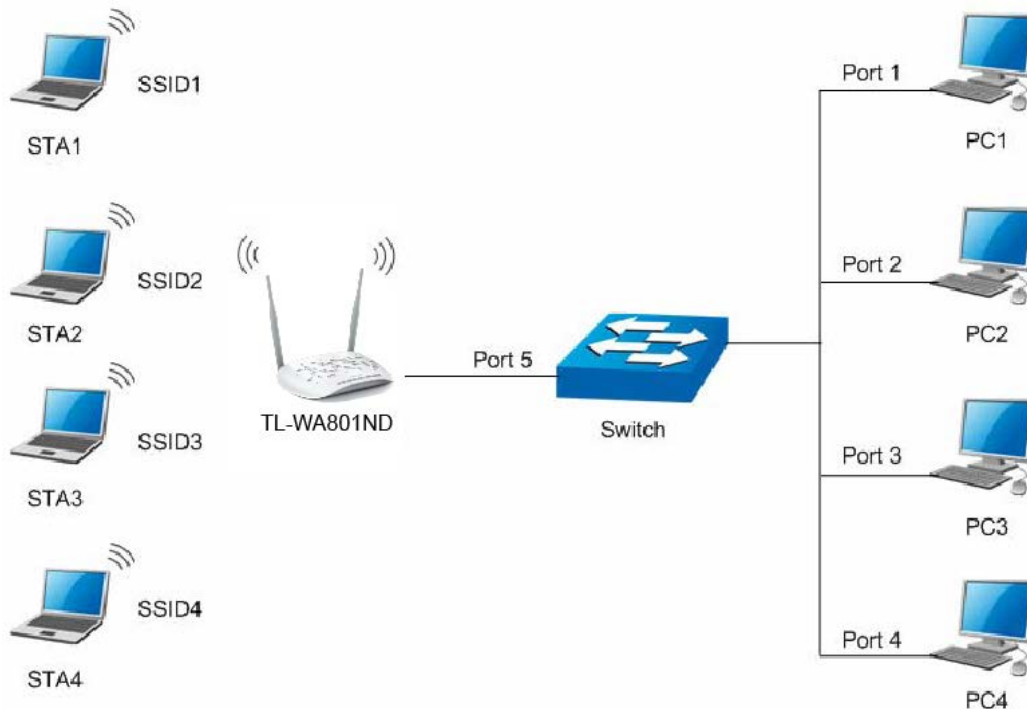 SSID1
STA1
SSID2
STA2
SSID3
STA3
SSID4
STA4
TL-WA801ND
Port 5
Switch
Port 1
PC1
Port 2
PC2
Port 3
PC3
Port 4
PC4